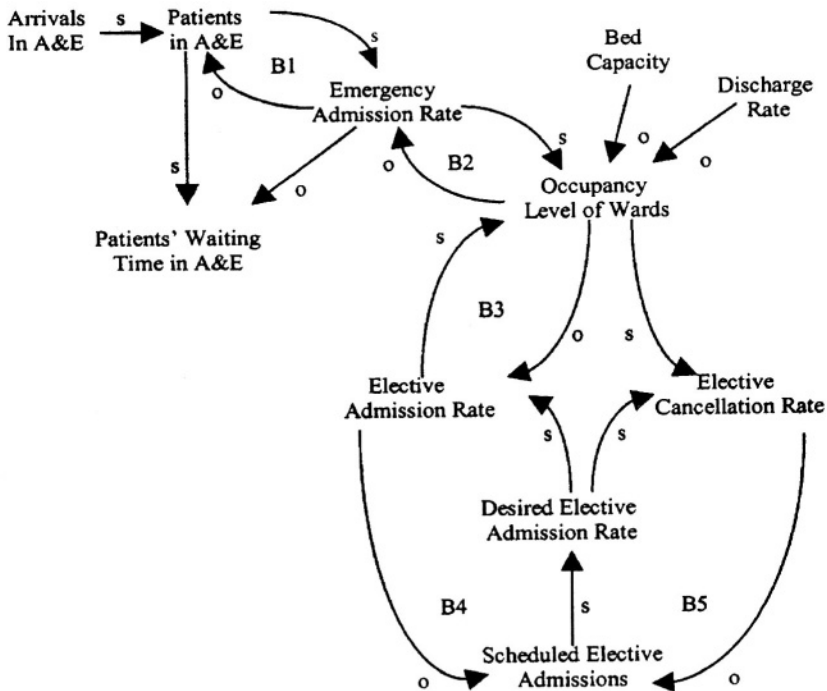 Arrivals
In A&E
s
Patients
in A&E
s
B1
o
Emergency
Admission Rate
Bed
Capacity
Discharge
Rate
s
s
o
o
B2
o
o
Occupancy
Level of Wards
Patients' Waiting
Time in A&E
s
B3
o
s
Elective
Admission Rate
Elective
Cancellation Rate
s
s
Desired Elective
Admission Rate
B4
s
B5
Scheduled Elective
Admissions
o
o